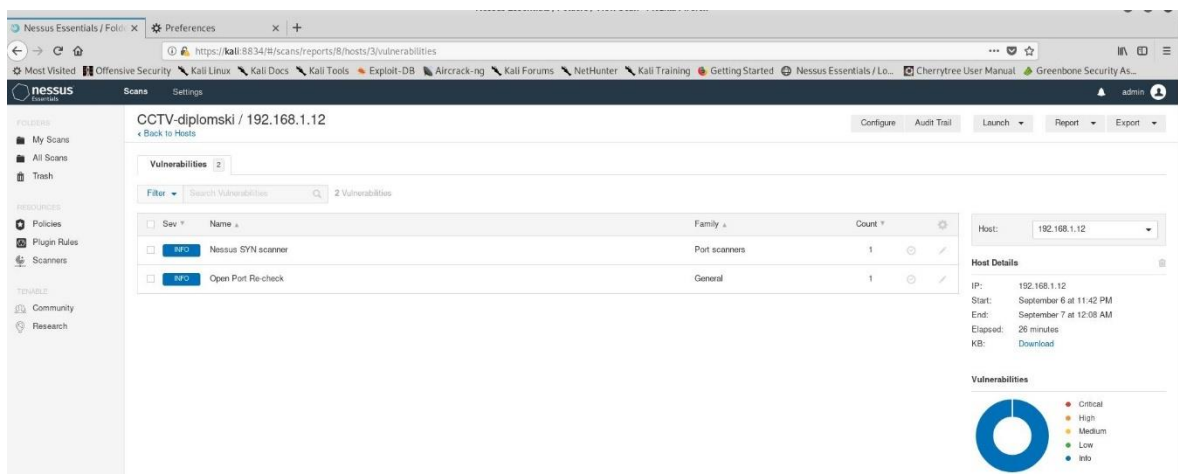 Nessus Essentials / Folde
Preferences
https://kali:8834/#/scans/reports/8/hosts/3/vulnerabilities
Most Visited Offensive Security Kali Linux Kali Docs Kali Tools Exploit-DB Aircrack-ng Kali Forums NetHunter Kali Training Getting Started Nessus Essentials / Lo... Cherrytree User Manual Greenbone Security As...
nessus Essentials Scans Settings admin
FOLDERS
My Scans
All Scans
Trash
RESOURCES
Policies
Plugin Rules
Scanners
TENABLE
Community
Research
CCTV-diplomski / 192.168.1.12
Back to Hosts
Configure Audit Trail Launch Report Export
Vulnerabilities 2
Filter Search Vulnerabilities 2 Vulnerabilities
Sev Name Family Count
INFO Nessus SYN scanner Port scanners 1
INFO Open Port Re-check General 1
Host: 192.168.1.12
Host Details
IP: 192.168.1.12
Start: September 6 at 11:42 PM
End: September 7 at 12:08 AM
Elapsed: 26 minutes
KB: Download
Vulnerabilities
Critical
High
Medium
Low
Info